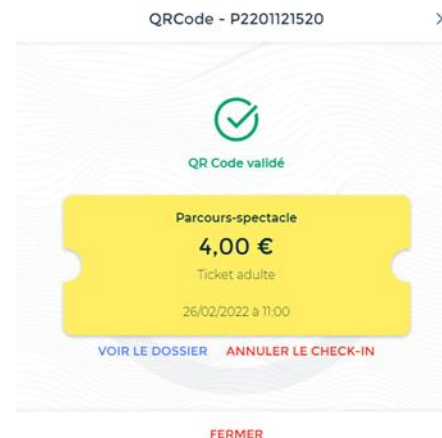 QRCode - P2201121520
QR Code validé
Parcours-spectacle
4,00 €
Ticket adulte
26/02/2022 à 11:00
VOIR LE DOSSIER ANNULER LE CHECK-IN
FERMER